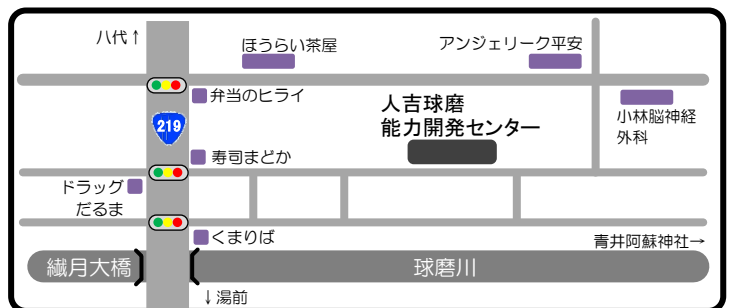 八代↑
ほうらい茶屋
アンジェリーク平安
弁当のヒライ
人吉球磨
能力開発センター
小林脳神経
外科
219
寿司まどか
ドラッグ
だるま
くまりば
青井阿蘇神社→
繊月大橋
球磨川
↓湯前